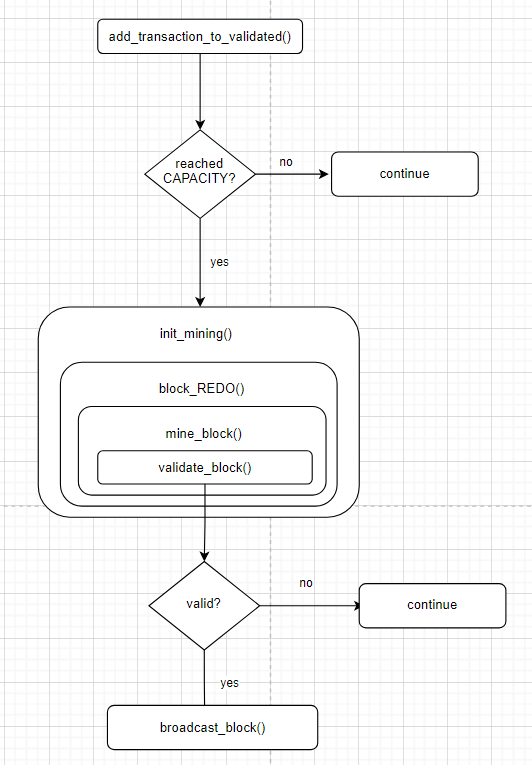 add_transaction_to_validated()
reached
CAPACITY?
no
continue
yes
init_mining()
block_REDO()
mine_block()
validate_block()
valid?
no
continue
yes
broadcast_block()